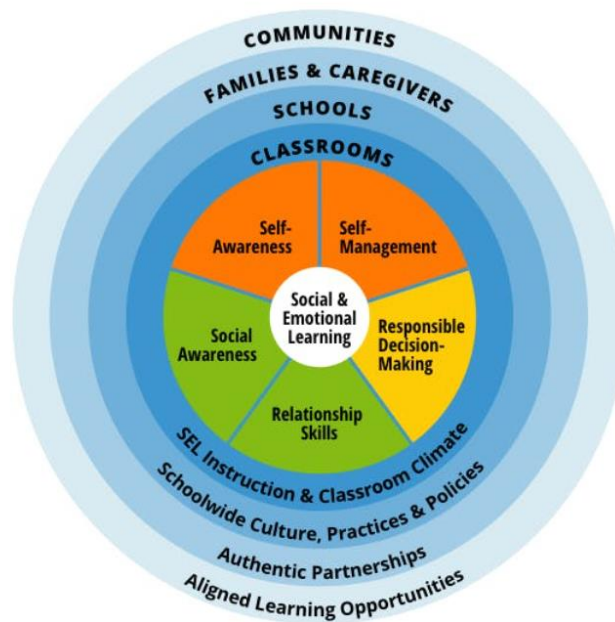 COMMUNITIES
FAMILIES & CAREGIVERS
SCHOOLS
CLASSROOMS
Self-
Awareness
Self-
Management
Social &
Emotional
Learning
Social
Awareness
Responsible
Decision-
Making
Relationship
Skills
SEL Instruction & Classroom Climate
Schoolwide Culture, Practices & Policies
Authentic Partnerships
Aligned Learning Opportunities